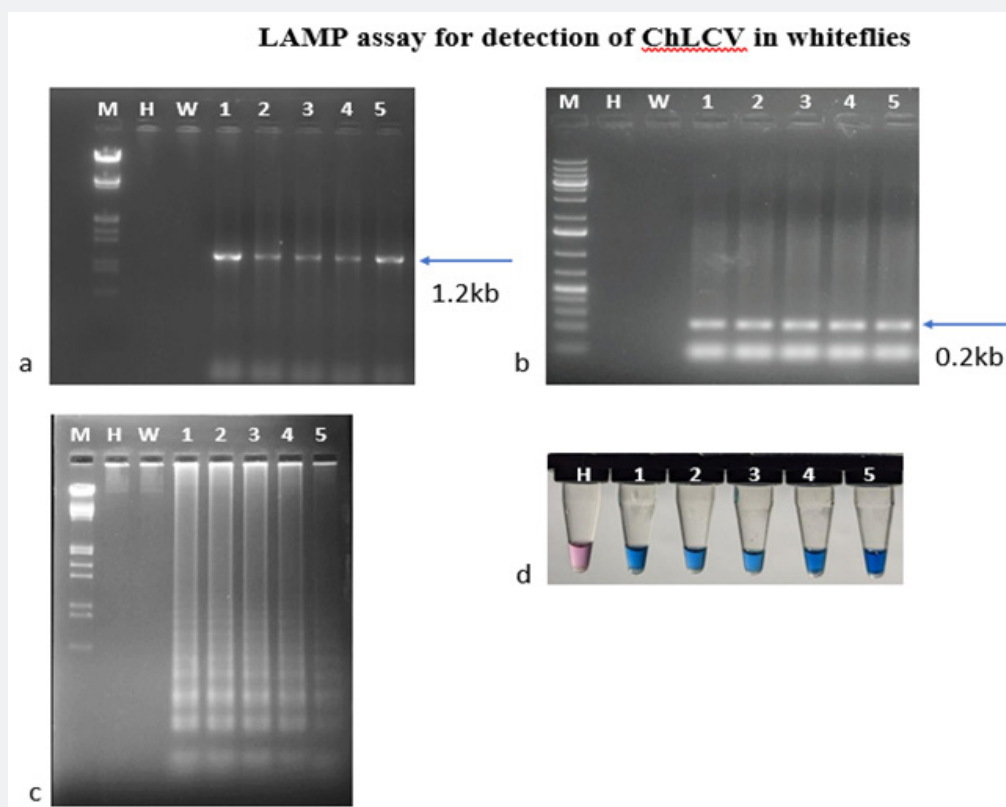 LAMP assay for detection of ChLCV in whiteflies
M H W 1 2 3 4 5
1.2kb
a
M H W 1 2 3 4 5
0.2kb
b
M H W 1 2 3 4 5
c
H 1 2 3 4 5
d